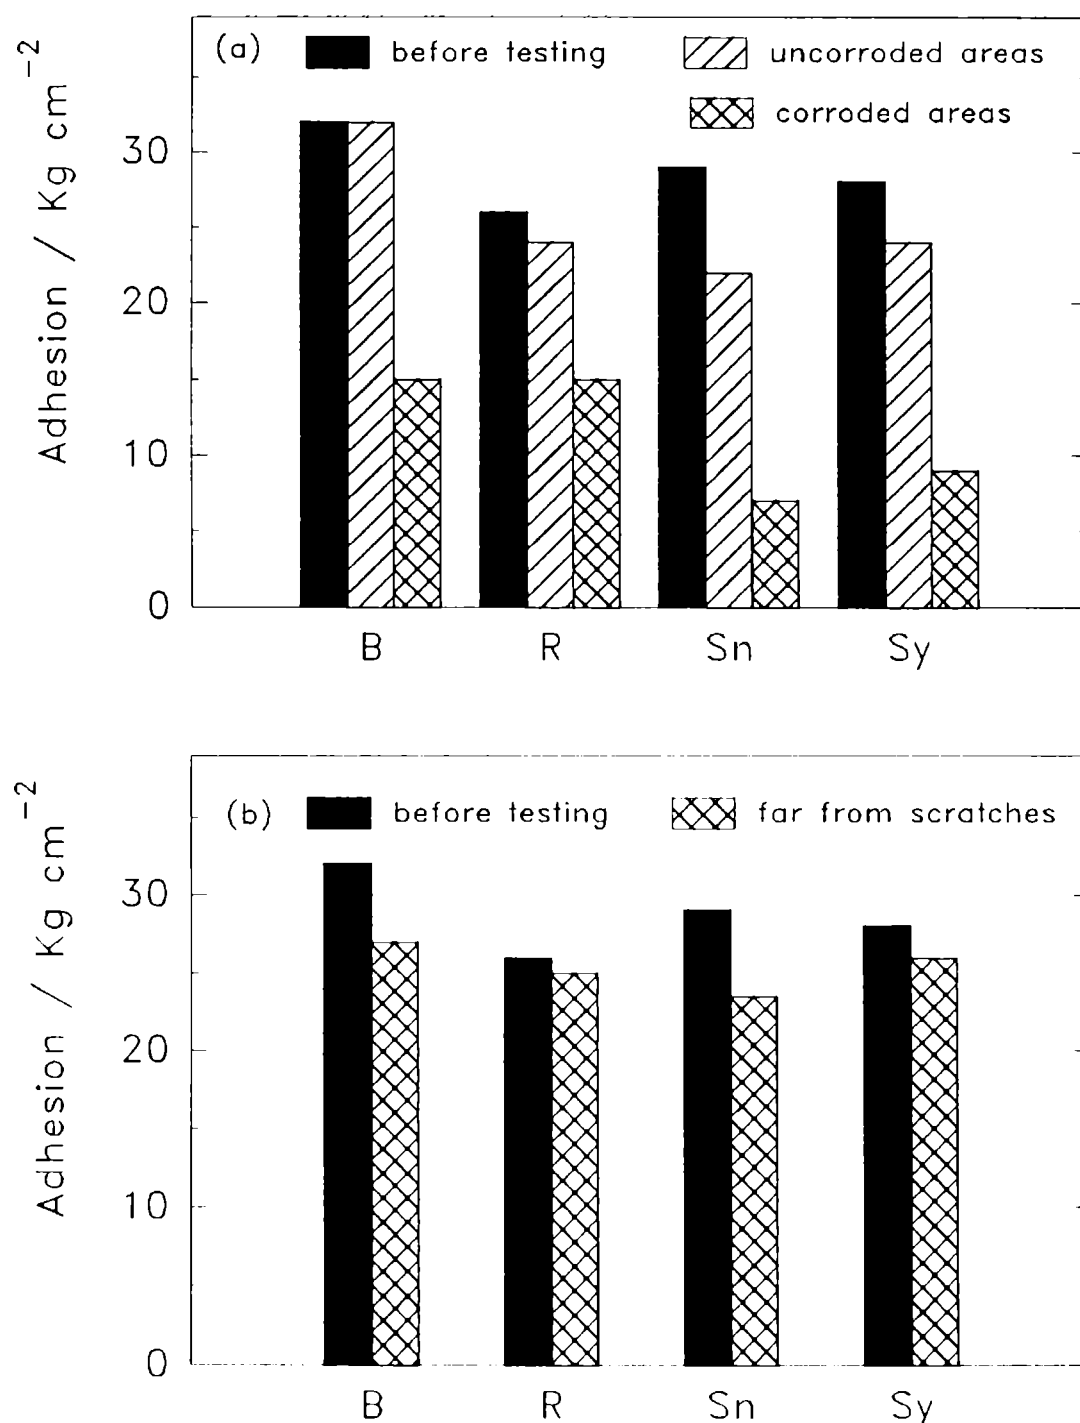 (a) before testing uncorroded areas
corroded areas
Adhesion / Kg cm⁻²
30
20
10
0
B R Sn Sy
(b) before testing far from scratches
Adhesion / Kg cm⁻²
30
20
10
0
B R Sn Sy